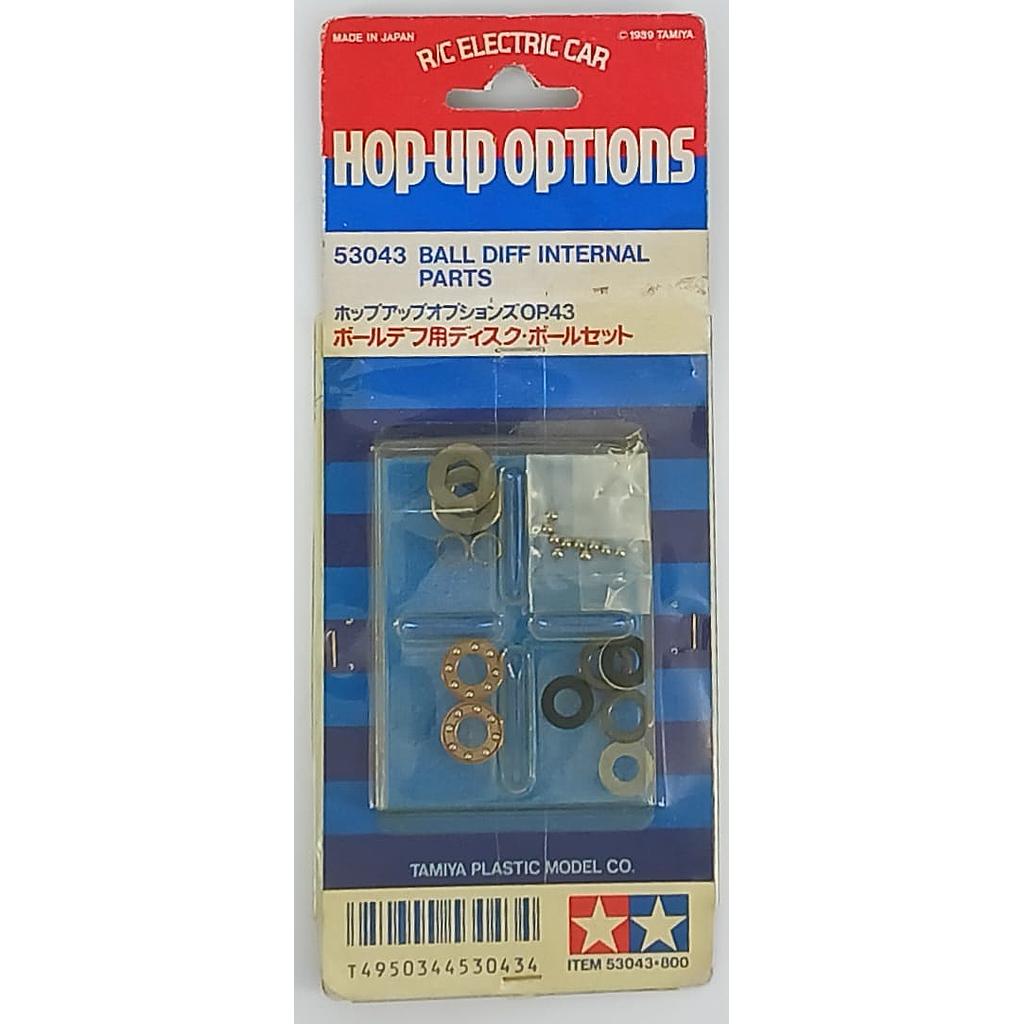 MADE IN JAPAN
© 1989 TAMIYA
R/C ELECTRIC CAR
HOP-UP OPTIONS
53043 BALL DIFF INTERNAL
PARTS
ホップアップオプションズOP.43
ボールデフ用ディスク・ボールセット
TAMIYA PLASTIC MODEL CO.
T4950344530434
ITEM 53043•800